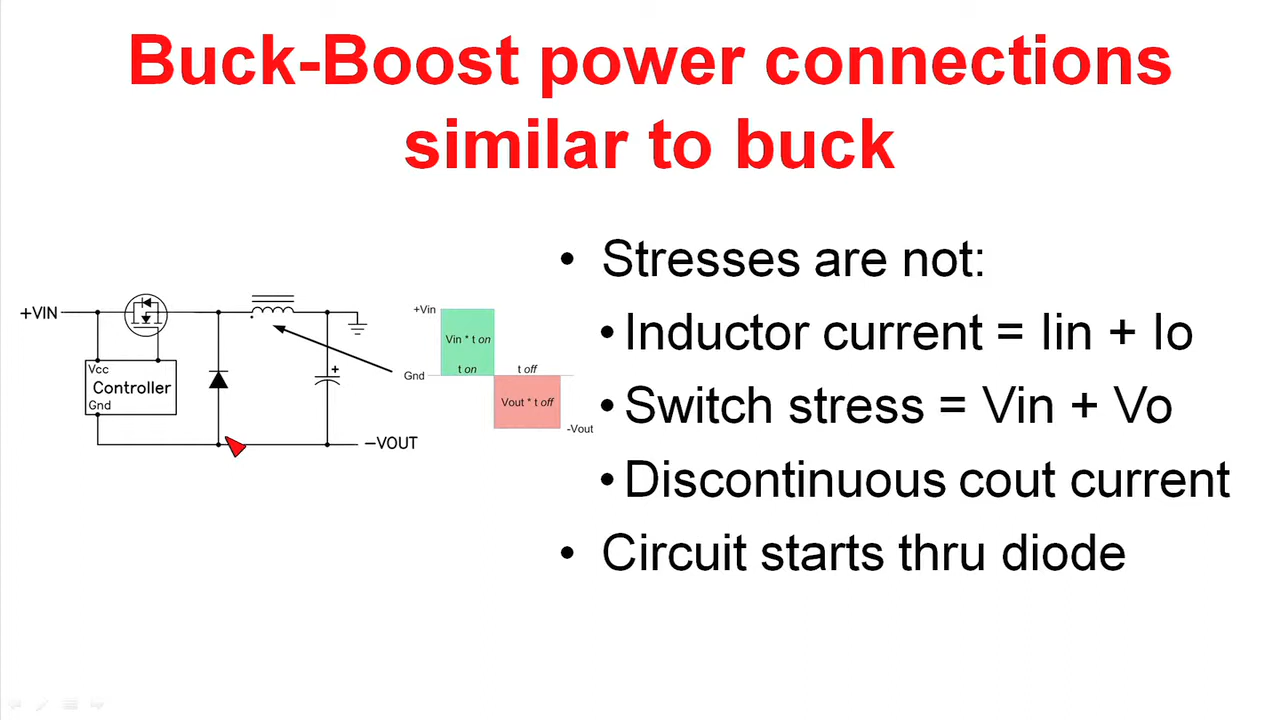 Buck-Boost power connections
similar to buck
• Stresses are not:
• Inductor current = Iin + Io
• Switch stress = Vin + Vo
• Discontinuous cout current
• Circuit starts thru diode
+VIN
Vcc
Controller
Gnd
+
−VOUT
+Vin
Vin * t on
t on
t off
Gnd
Vout * t off
-Vout